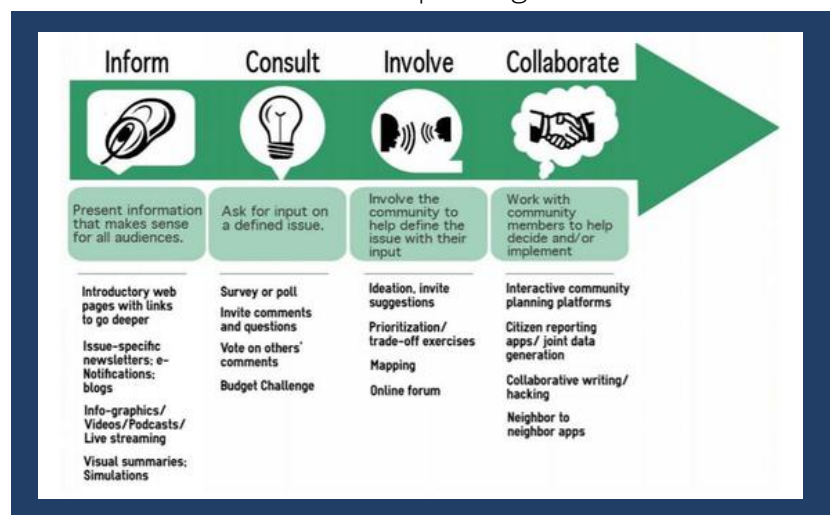 Inform
Consult
Involve
Collaborate
Present information
that makes sense
for all audiences.
Ask for input on
a defined issue.
Involve the
community to
help define the
issue with their
input
Work with
community
members to help
decide and/or
implement
Introductory web
pages with links
to go deeper
Issue-specific
newsletters; e-
Notifications;
blogs
Info-graphics/
Videos/Podcasts/
Live streaming
Visual summaries;
Simulations
Survey or poll
Invite comments
and questions
Vote on others'
comments
Budget Challenge
Ideation, invite
suggestions
Prioritization/
trade-off exercises
Mapping
Online forum
Interactive community
planning platforms
Citizen reporting
apps/ joint data
generation
Collaborative writing/
hacking
Neighbor to
neighbor apps